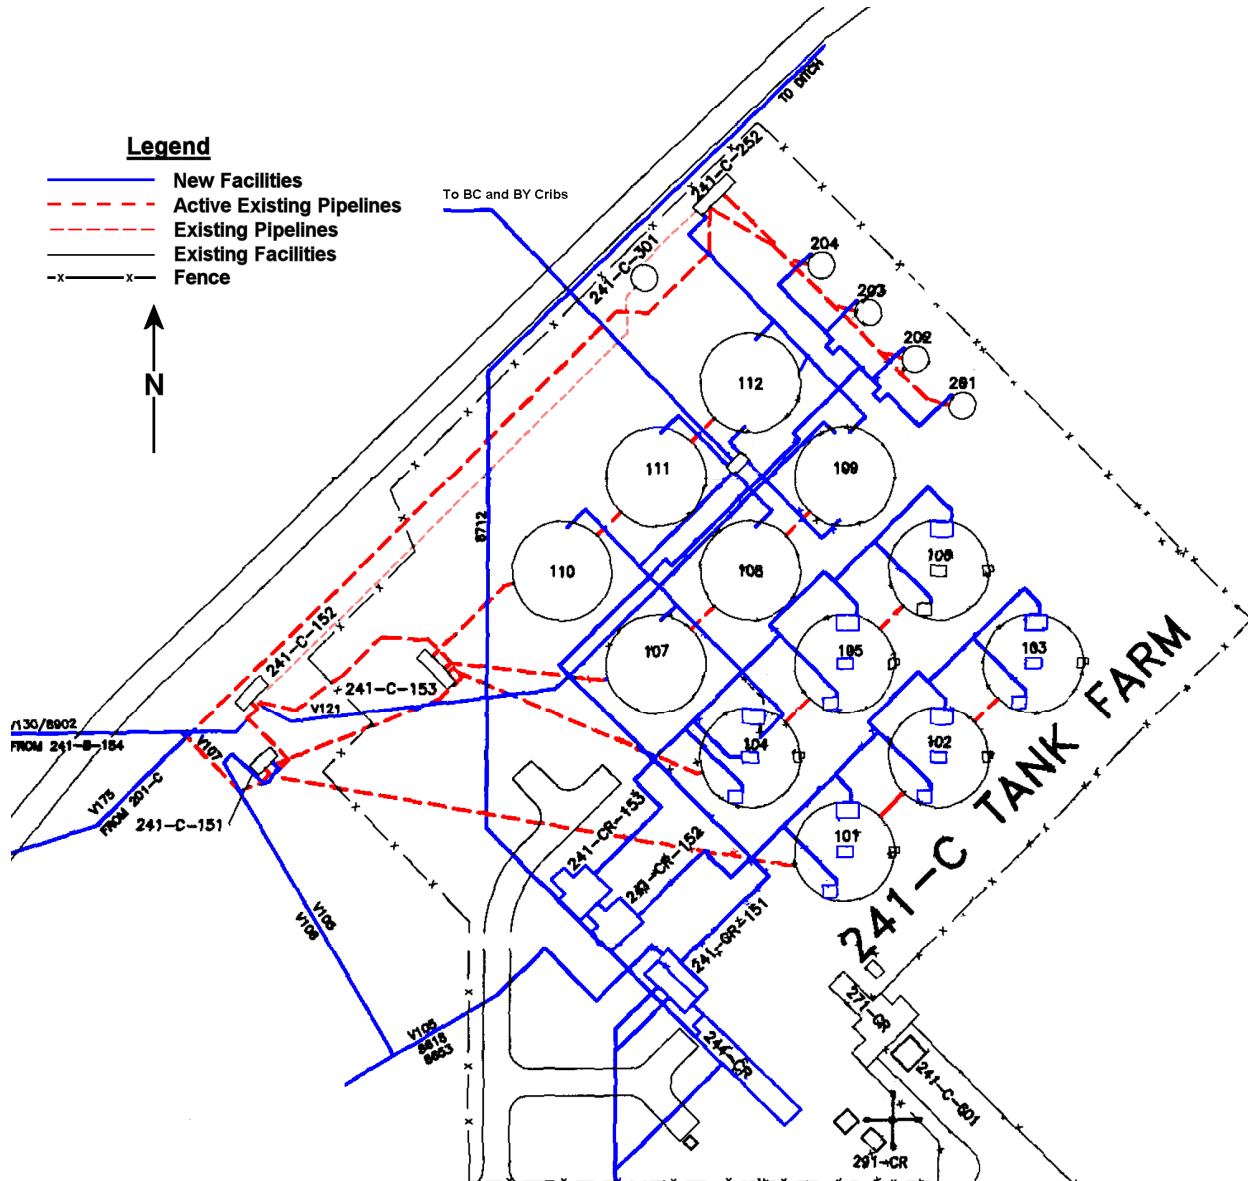 TO DITCH
Legend
New Facilities
Active Existing Pipelines
Existing Pipelines
Existing Facilities
Fence
N
To BC and BY Cribs
241-C-252
241-C-301
204
203
202
201
112
111
109
110
108
106
107
105
103
104
102
101
8712
241-C-152
241-C-153
V121
V130/8902
FROM 241-B-154
V107
V175
FROM 201-C
241-C-151
241-CR-153
241-CR-152
241-CR-151
V105
V106
V105
8618
8653
244-CR
241-C TANK FARM
271-CR
241-C-801
291-CR